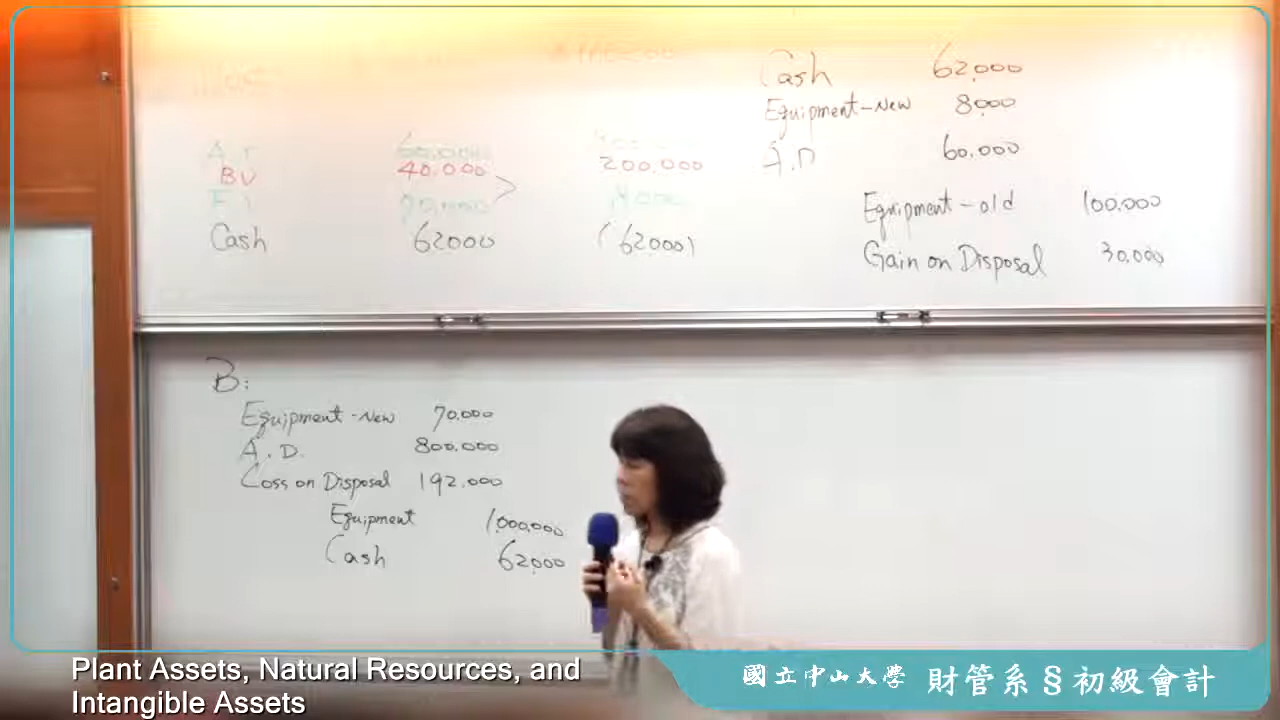 Cash 62,000
Equipment-New 8,000
A.D 60,000
Equipment-old 100,000
Gain on Disposal 30,000
BV 40,000 200,000
Cash 62000 (62000)
B:
Equipment-New 70,000
A.D. 800,000
Loss on Disposal 192,000
Equipment 1,000,000
Cash 62,000
Plant Assets, Natural Resources, and
Intangible Assets
國立中山大學 財管系§初級會計